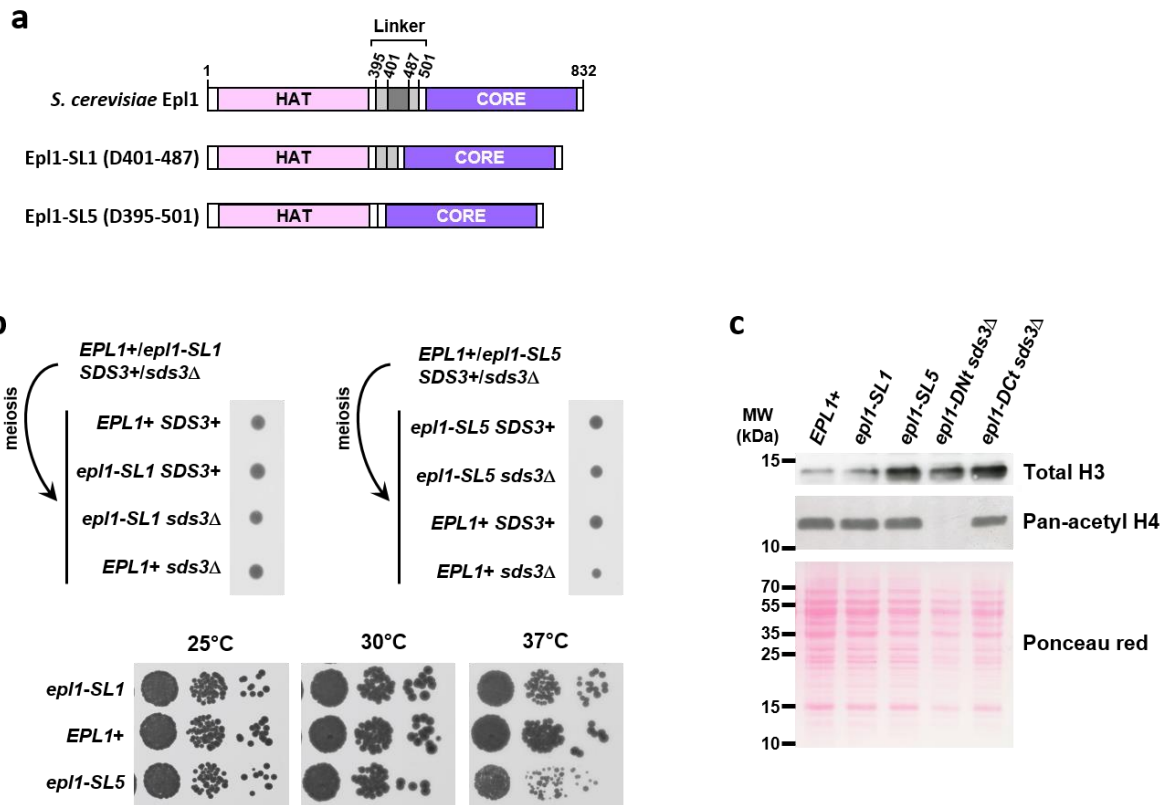 a
Linker
1
395
401
487
501
832
S. cerevisiae Epl1
HAT
CORE
Epl1-SL1 (D401-487)
HAT
CORE
Epl1-SL5 (D395-501)
HAT
CORE
EPL1+/epl1-SL1
SDS3+/sds3Δ
meiosis
EPL1+ SDS3+
epl1-SL1 SDS3+
epl1-SL1 sds3Δ
EPL1+ sds3Δ
EPL1+/epl1-SL5
SDS3+/sds3Δ
meiosis
epl1-SL5 SDS3+
epl1-SL5 sds3Δ
EPL1+ SDS3+
EPL1+ sds3Δ
25°C
30°C
37°C
epl1-SL1
EPL1+
epl1-SL5
c
MW
(kDa)
EPL1+
epl1-SL1
epl1-SL5
epl1-DNt sds3Δ
epl1-DCt sds3Δ
15
Total H3
Pan-acetyl H4
10
70
55
35
25
Ponceau red
15
10